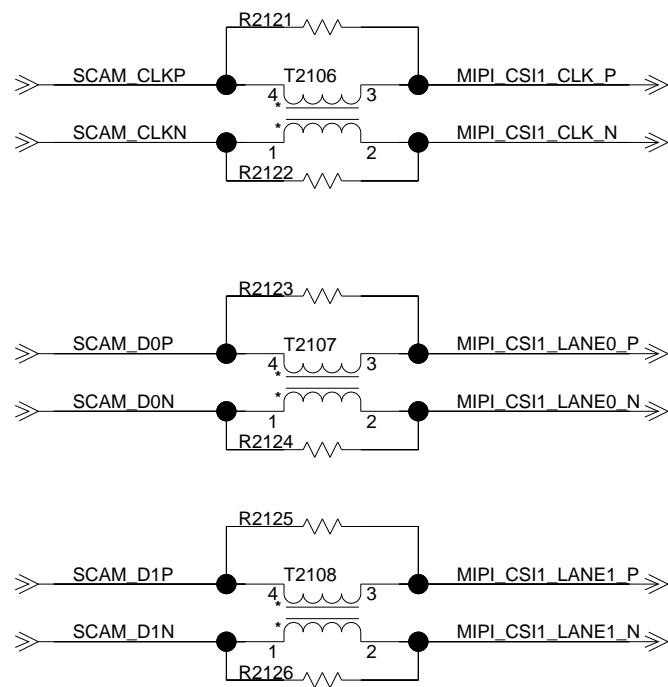 R2121
SCAM_CLKP T2106 MIPI_CSI1_CLK_P
4 3
*
*
SCAM_CLKN MIPI_CSI1_CLK_N
1 2
R2122
R2123
SCAM_D0P T2107 MIPI_CSI1_LANE0_P
4 3
*
*
SCAM_D0N MIPI_CSI1_LANE0_N
1 2
R2124
R2125
SCAM_D1P T2108 MIPI_CSI1_LANE1_P
4 3
*
*
SCAM_D1N MIPI_CSI1_LANE1_N
1 2
R2126